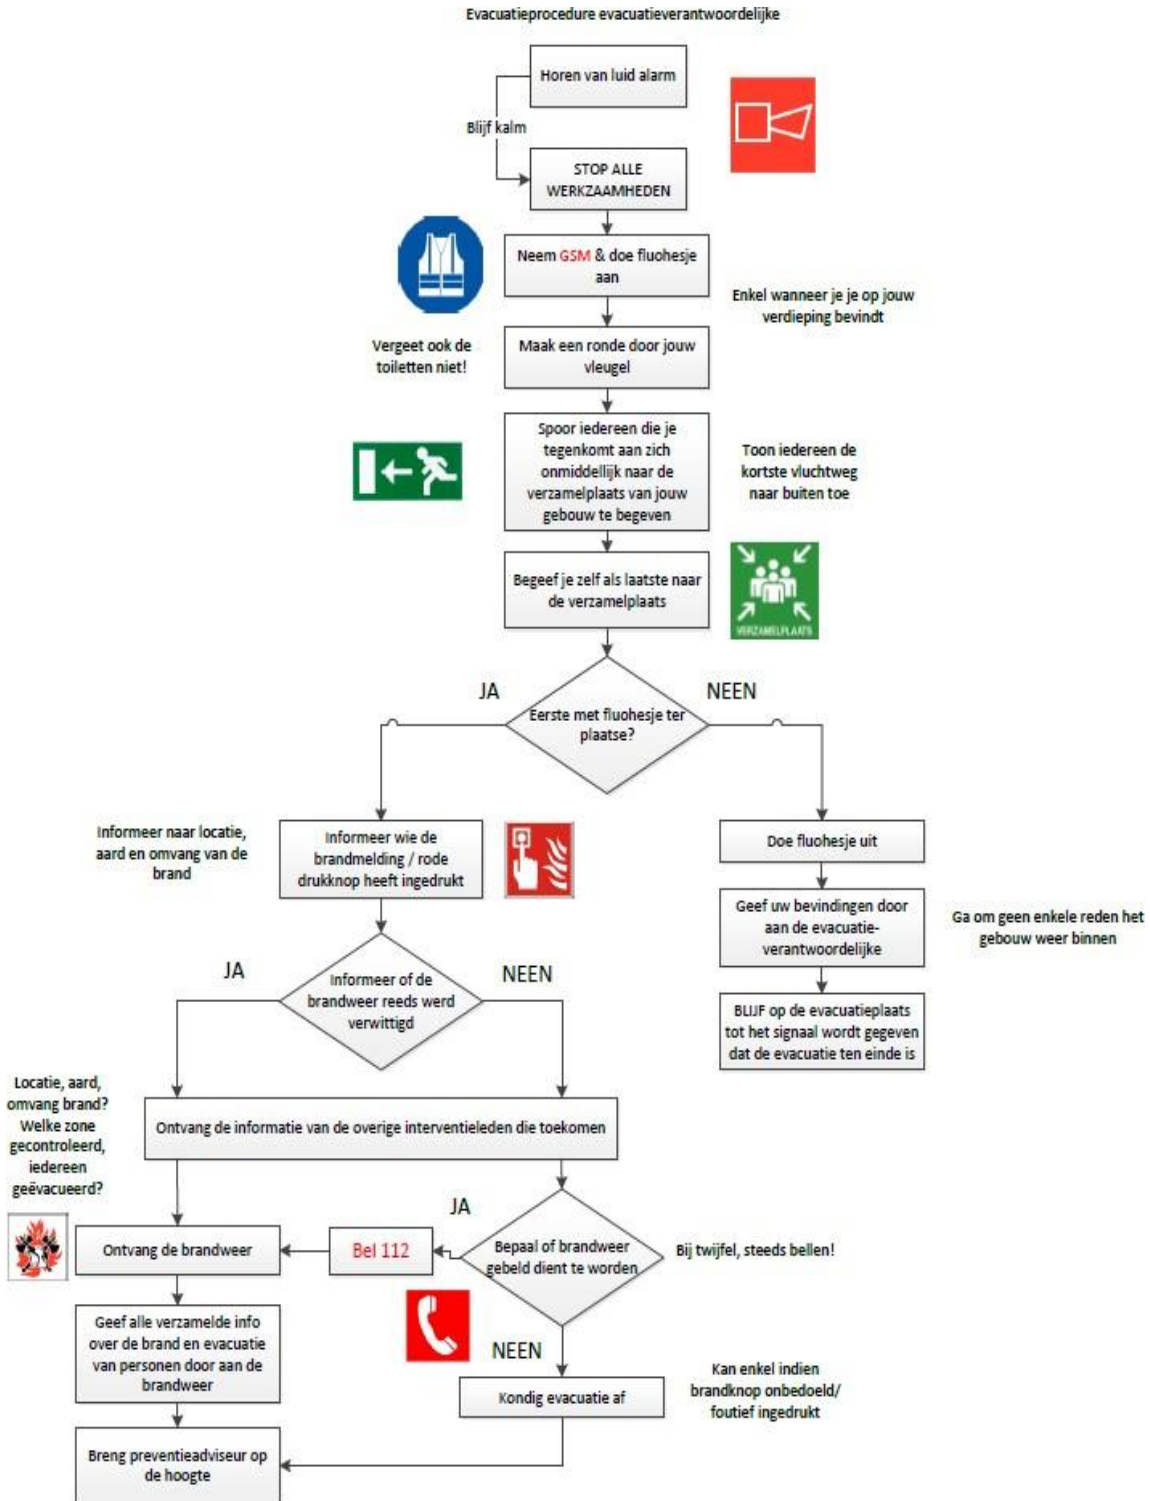 Evacuatieprocedure evacuatieverantwoordelijke
Horen van luid alarm
Blijf kalm
STOP ALLE
WERKZAAMHEDEN
Neem GSM & doe fluohesje
aan
Enkel wanneer je je op jouw
verdieping bevindt
Vergeet ook de
toiletten niet!
Maak een ronde door jouw
vleugel
Spoor iedereen die je
tegenkomt aan zich
onmiddellijk naar de
verzamelplaats van jouw
gebouw te begeven
Toon iedereen de
kortste vluchtweg
naar buiten toe
Begeef je zelf als laatste naar
de verzamelplaats
VERZAMELPLAATS
JA
NEEN
Eerste met fluohesje ter
plaatse?
Informeer naar locatie,
aard en omvang van de
brand
Informeer wie de
brandmelding / rode
drukknop heeft ingedrukt
Doe fluohesje uit
Geef uw bevindingen door
aan de evacuatie-
verantwoordelijke
Ga om geen enkele reden het
gebouw weer binnen
JA
NEEN
Informeer of de
brandweer reeds werd
verwittigd
BLIJF op de evacuatieplaats
tot het signaal wordt gegeven
dat de evacuatie ten einde is
Locatie, aard,
omvang brand?
Welke zone
gecontroleerd,
iedereen
geëvacueerd?
Ontvang de informatie van de overige interventieleden die toekomen
JA
Ontvang de brandweer
Bel 112
Bepaal of brandweer
gebeld dient te worden
Bij twijfel, steeds bellen!
Geef alle verzamelde info
over de brand en evacuatie
van personen door aan de
brandweer
NEEN
Kondig evacuatie af
Kan enkel indien
brandknop onbedoeld/
foutief ingedrukt
Breng preventieadviseur op
de hoogte